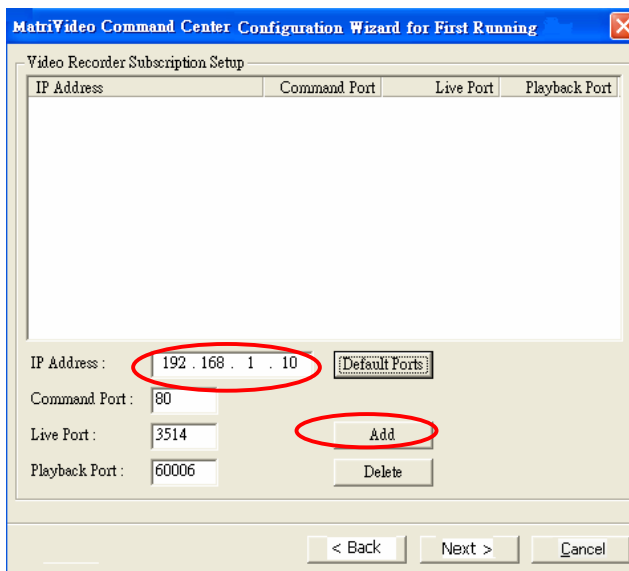 MatriVideo Command Center Configuration Wizard for First Running
Video Recorder Subscription Setup
IP Address Command Port Live Port Playback Port
IP Address : 192 . 168 . 1 . 10 Default Ports
Command Port : 80
Live Port : 3514 Add
Playback Port : 60006 Delete
< Back Next > Cancel